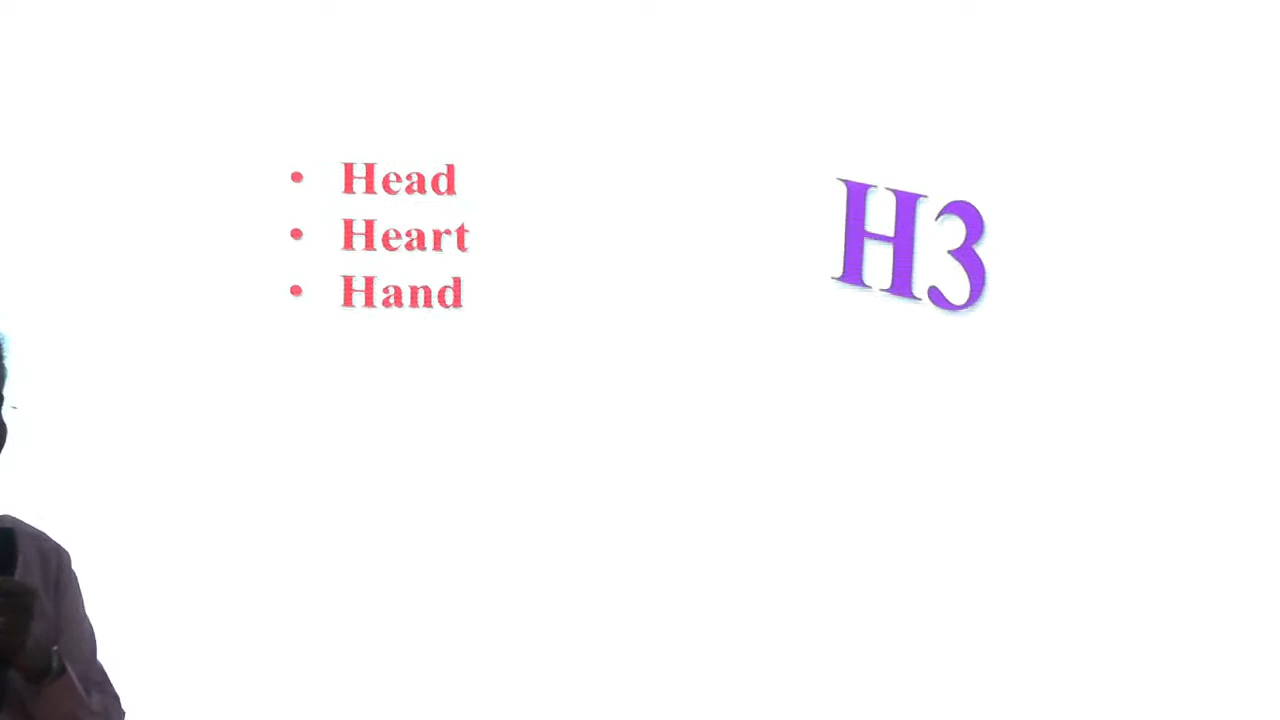 • Head
• Heart
• Hand
H3